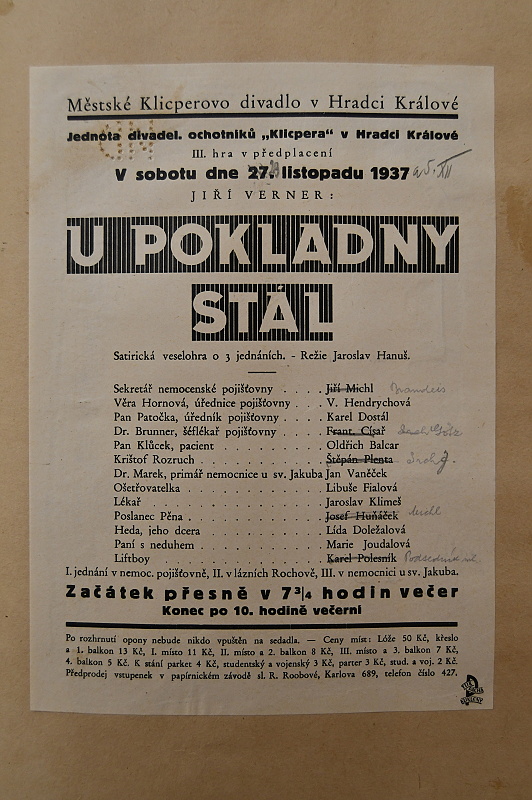 Městské Klicperovo divadlo v Hradci Králové
Jednota divadel. ochotníků „Klicpera“ v Hradci Králové
III. hra v předplacení
V sobotu dne 27. listopadu 1937 a 5. XII
JIŘÍ VERNER:
U POKLADNY
STÁL
Satirická veselohra o 3 jednáních. - Režie Jaroslav Hanuš.
Sekretář nemocenské pojišťovny . . . . Jiří Michl Brandeis
Věra Hornová, úřednice pojišťovny . . . V. Hendrychová
Pan Patočka, úředník pojišťovny . . . . Karel Dostál
Dr. Brunner, šéflékař pojišťovny . . . . Frant. Císař
Pan Klůcek, pacient . . . . . . . . . Oldřich Balcar
Krištof Rozruch . . . . . . . . . . Štěpán Plenta
Dr. Marek, primář nemocnice u sv. Jakuba Jan Vaněček
Ošetřovatelka . . . . . . . . . . . Libuše Fialová
Lékař . . . . . . . . . . . . . . Jaroslav Klimeš
Poslanec Pěna . . . . . . . . . . . Josef Huňáček Michl
Heda, jeho dcera . . . . . . . . . . Lída Doležalová
Paní s neduhem . . . . . . . . . . . Marie Joudalová
Liftboy . . . . . . . . . . . . . Karel Polesník
I. jednání v nemoc. pojišťovně, II. v lázních Rochově, III. v nemocnici u sv. Jakuba.
Začátek přesně v 7¾ hodin večer
Konec po 10. hodině večerní
Po rozhrnutí opony nebude nikdo vpuštěn na sedadla. — Ceny míst: Lóže 50 Kč, křeslo
a 1. balkon 13 Kč, I. místo 11 Kč, II. místo a 2. balkon 8 Kč, III. místo a 3. balkon 7 Kč,
4. balkon 5 Kč. K stání parket 4 Kč, studentský a vojenský 3 Kč, parter 3 Kč, stud. a voj. 2 Kč.
Předprodej vstupenek v papírnickém závodě sl. R. Roobové, Karlova 689, telefon číslo 427.